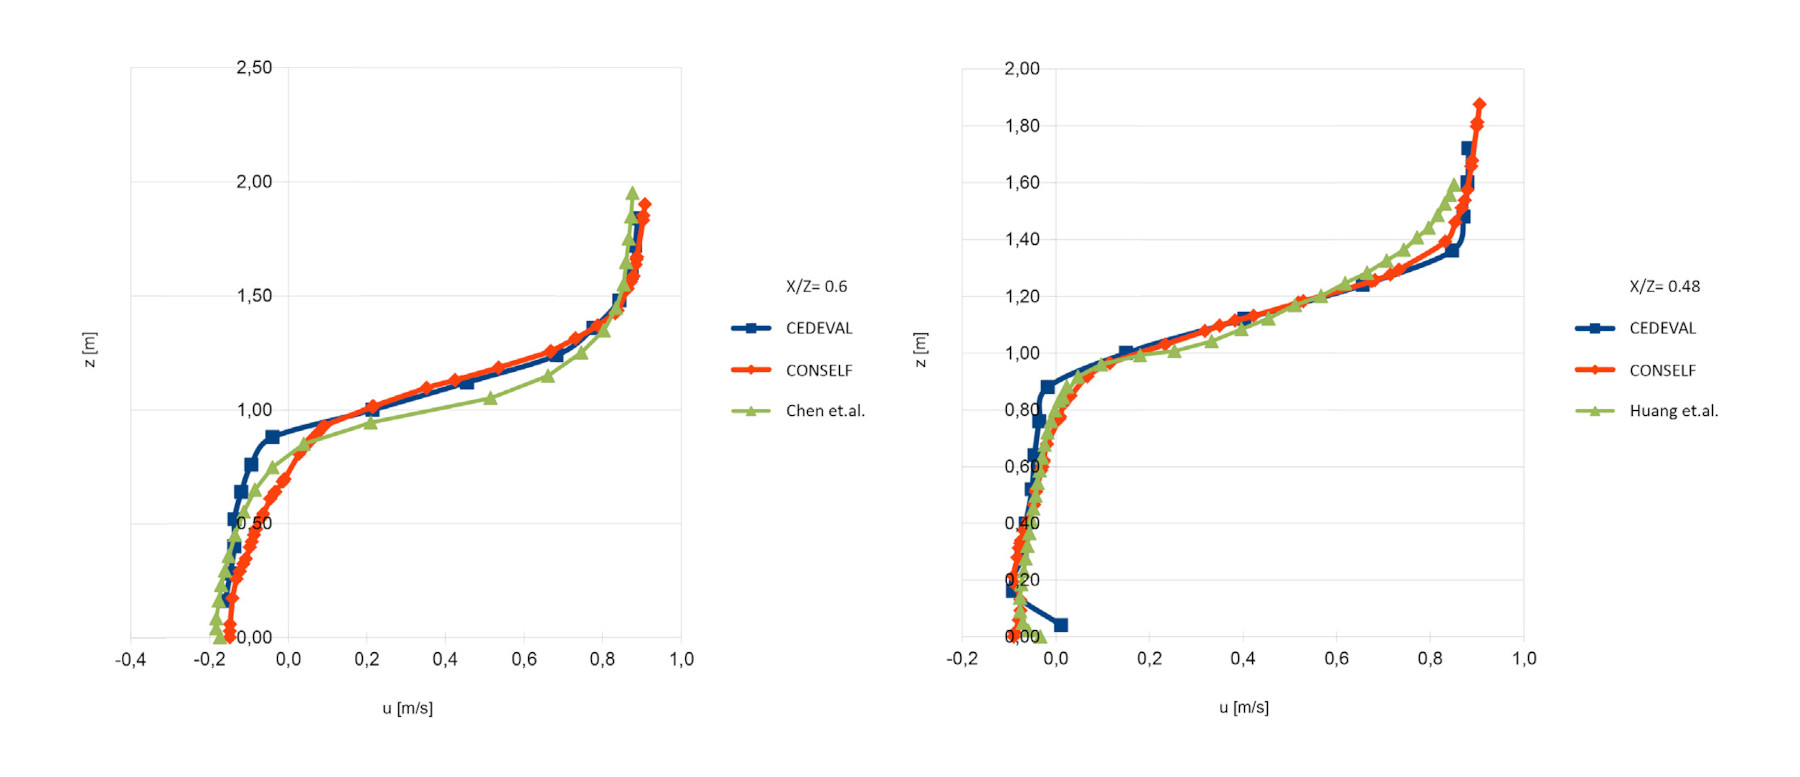 2,50
2,00
1,50
1,00
0,50
0,00
-0,4 -0,2 0,0 0,2 0,4 0,6 0,8 1,0
z [m]
u [m/s]
X/Z= 0.6
CEDEVAL
CONSELF
Chen et.al.
2,00
1,80
1,60
1,40
1,20
1,00
0,80
0,60
0,40
0,20
0,00
-0,2 0,0 0,2 0,4 0,6 0,8 1,0
z [m]
u [m/s]
X/Z= 0.48
CEDEVAL
CONSELF
Huang et.al.